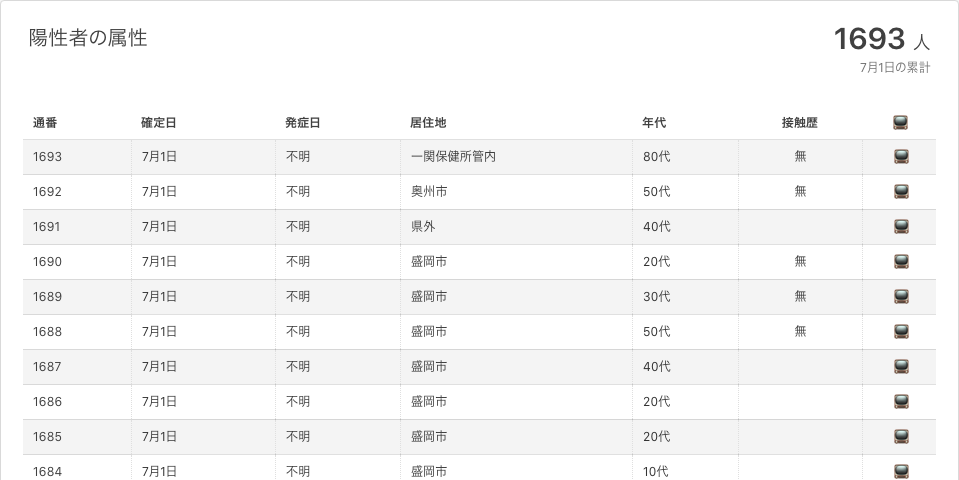 陽性者の属性
1693 人
7月1日の累計
通番 確定日 発症日 居住地 年代 接触歴
1693 7月1日 不明 一関保健所管内 80代 無
1692 7月1日 不明 奥州市 50代 無
1691 7月1日 不明 県外 40代
1690 7月1日 不明 盛岡市 20代 無
1689 7月1日 不明 盛岡市 30代 無
1688 7月1日 不明 盛岡市 50代 無
1687 7月1日 不明 盛岡市 40代
1686 7月1日 不明 盛岡市 20代
1685 7月1日 不明 盛岡市 20代
1684 7月1日 不明 盛岡市 10代